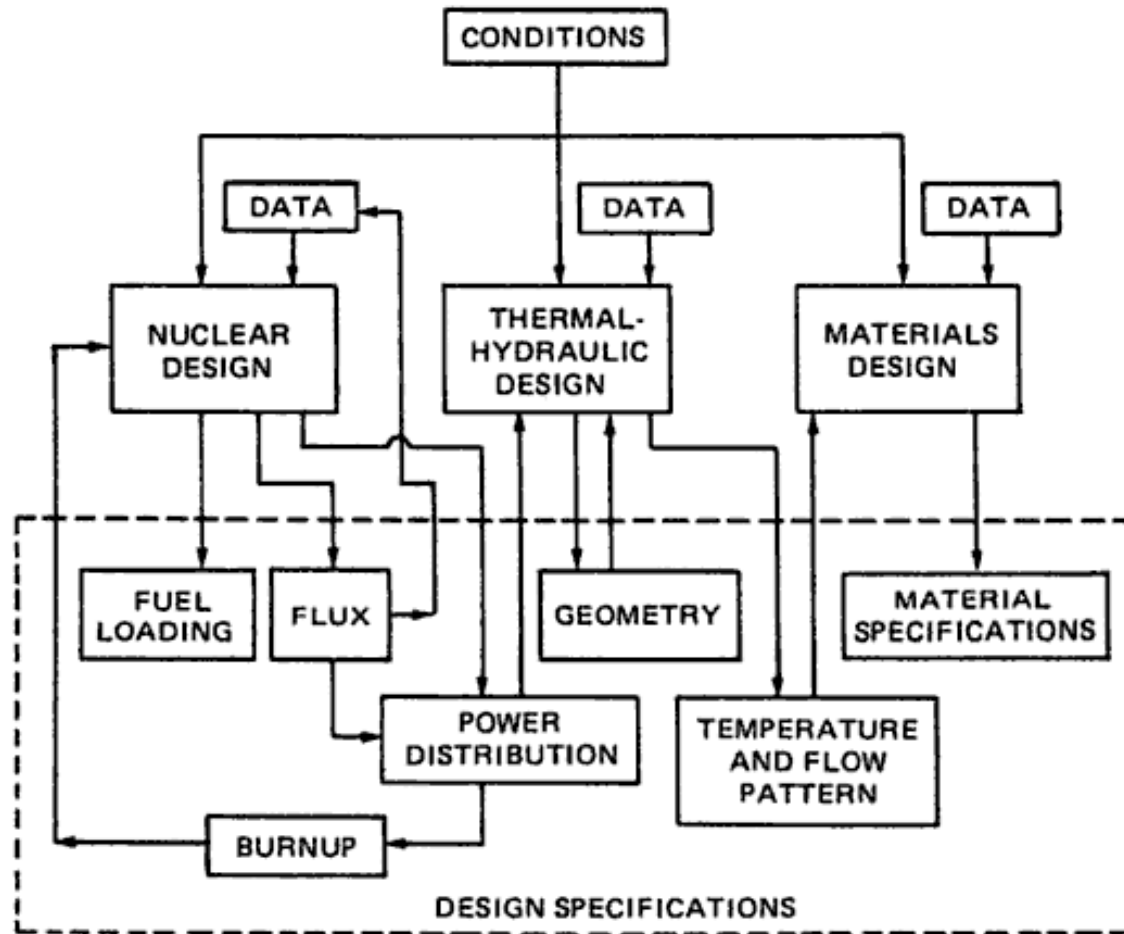 CONDITIONS
DATA
DATA
DATA
NUCLEAR
DESIGN
THERMAL-
HYDRAULIC
DESIGN
MATERIALS
DESIGN
FUEL
LOADING
FLUX
GEOMETRY
MATERIAL
SPECIFICATIONS
POWER
DISTRIBUTION
TEMPERATURE
AND FLOW
PATTERN
BURNUP
DESIGN SPECIFICATIONS